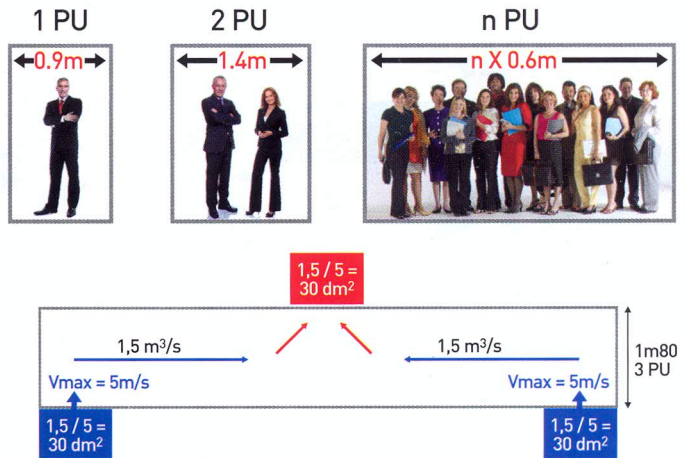 1 PU
2 PU
n PU
0.9m
1.4m
n X 0.6m
1,5 / 5 =
30 dm²
1,5 m³/s
1,5 m³/s
1m80
3 PU
Vmax = 5m/s
Vmax = 5m/s
1,5 / 5 =
30 dm²
1,5 / 5 =
30 dm²